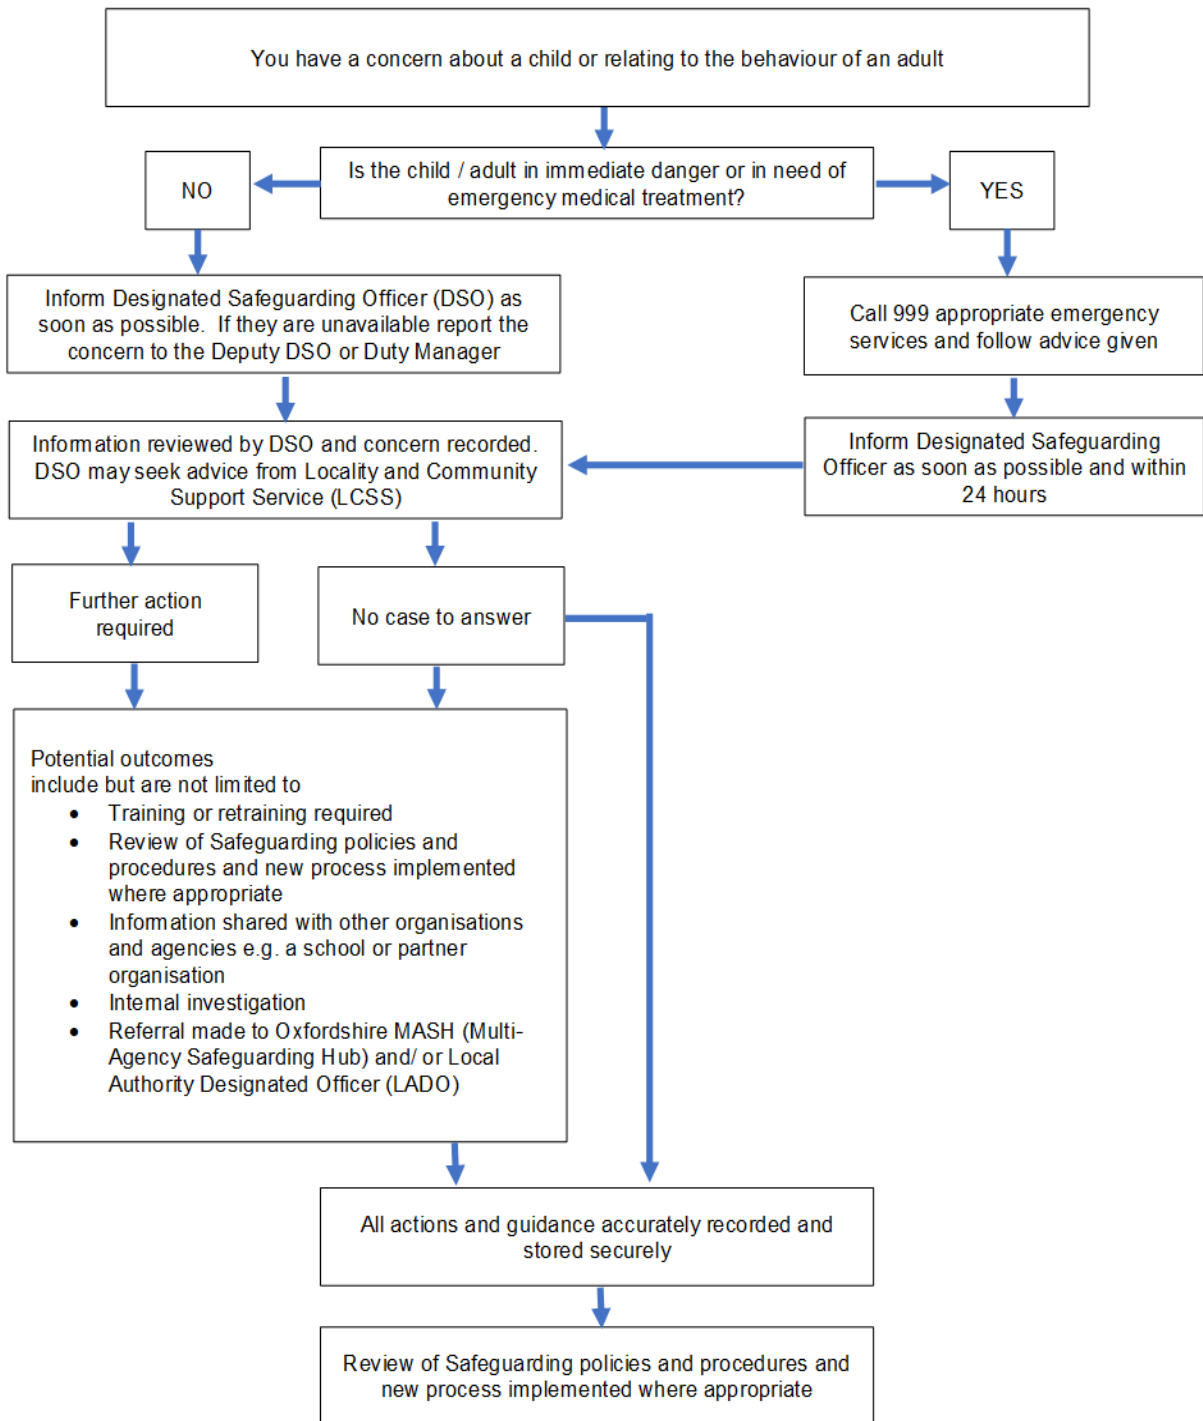 You have a concern about a child or relating to the behaviour of an adult
NO
Is the child / adult in immediate danger or in need of
emergency medical treatment?
YES
Inform Designated Safeguarding Officer (DSO) as
soon as possible.  If they are unavailable report the
concern to the Deputy DSO or Duty Manager
Call 999 appropriate emergency
services and follow advice given
Information reviewed by DSO and concern recorded.
DSO may seek advice from Locality and Community
Support Service (LCSS)
Inform Designated Safeguarding
Officer as soon as possible and within
24 hours
Further action
required
No case to answer
Potential outcomes
include but are not limited to
• Training or retraining required
• Review of Safeguarding policies and
procedures and new process implemented
where appropriate
• Information shared with other organisations
and agencies e.g. a school or partner
organisation
• Internal investigation
• Referral made to Oxfordshire MASH (Multi-
Agency Safeguarding Hub) and/ or Local
Authority Designated Officer (LADO)
All actions and guidance accurately recorded and
stored securely
Review of Safeguarding policies and procedures and
new process implemented where appropriate